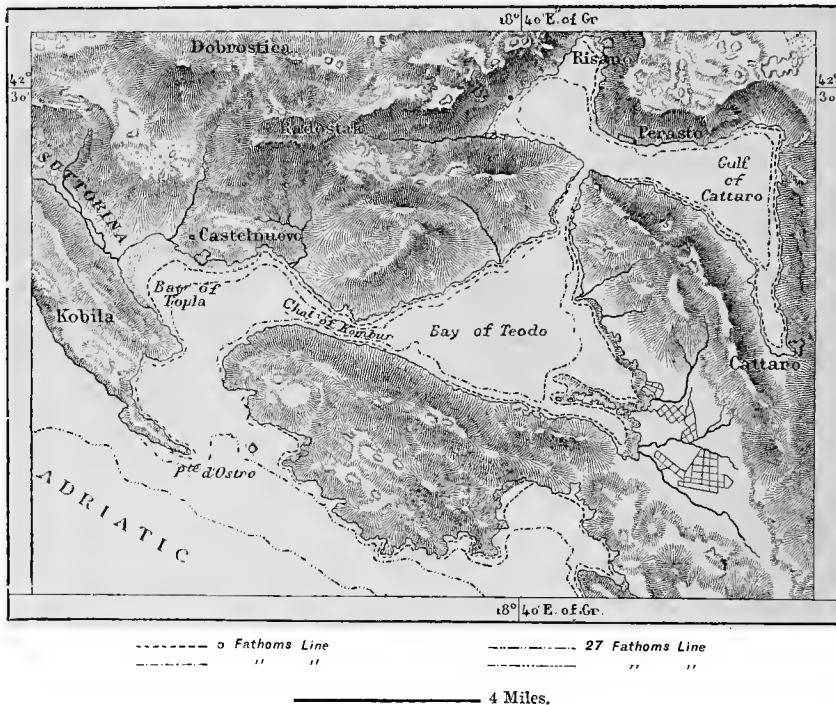 18° 40' E. of Gr
Dobrostica
Risano
42°
30'
42°
30'
Radostak
Perasto
Gulf
of
Cattaro
SUTTORINA
Castelnuovo
Bay of
Topla
Kobila
Chal of Kombur
Bay of Teodo
Cattaro
pte d'Ostro
ADRIATIC
18° 40' E. of Gr.
5 Fathoms Line
27 Fathoms Line
" "
" "
4 Miles.